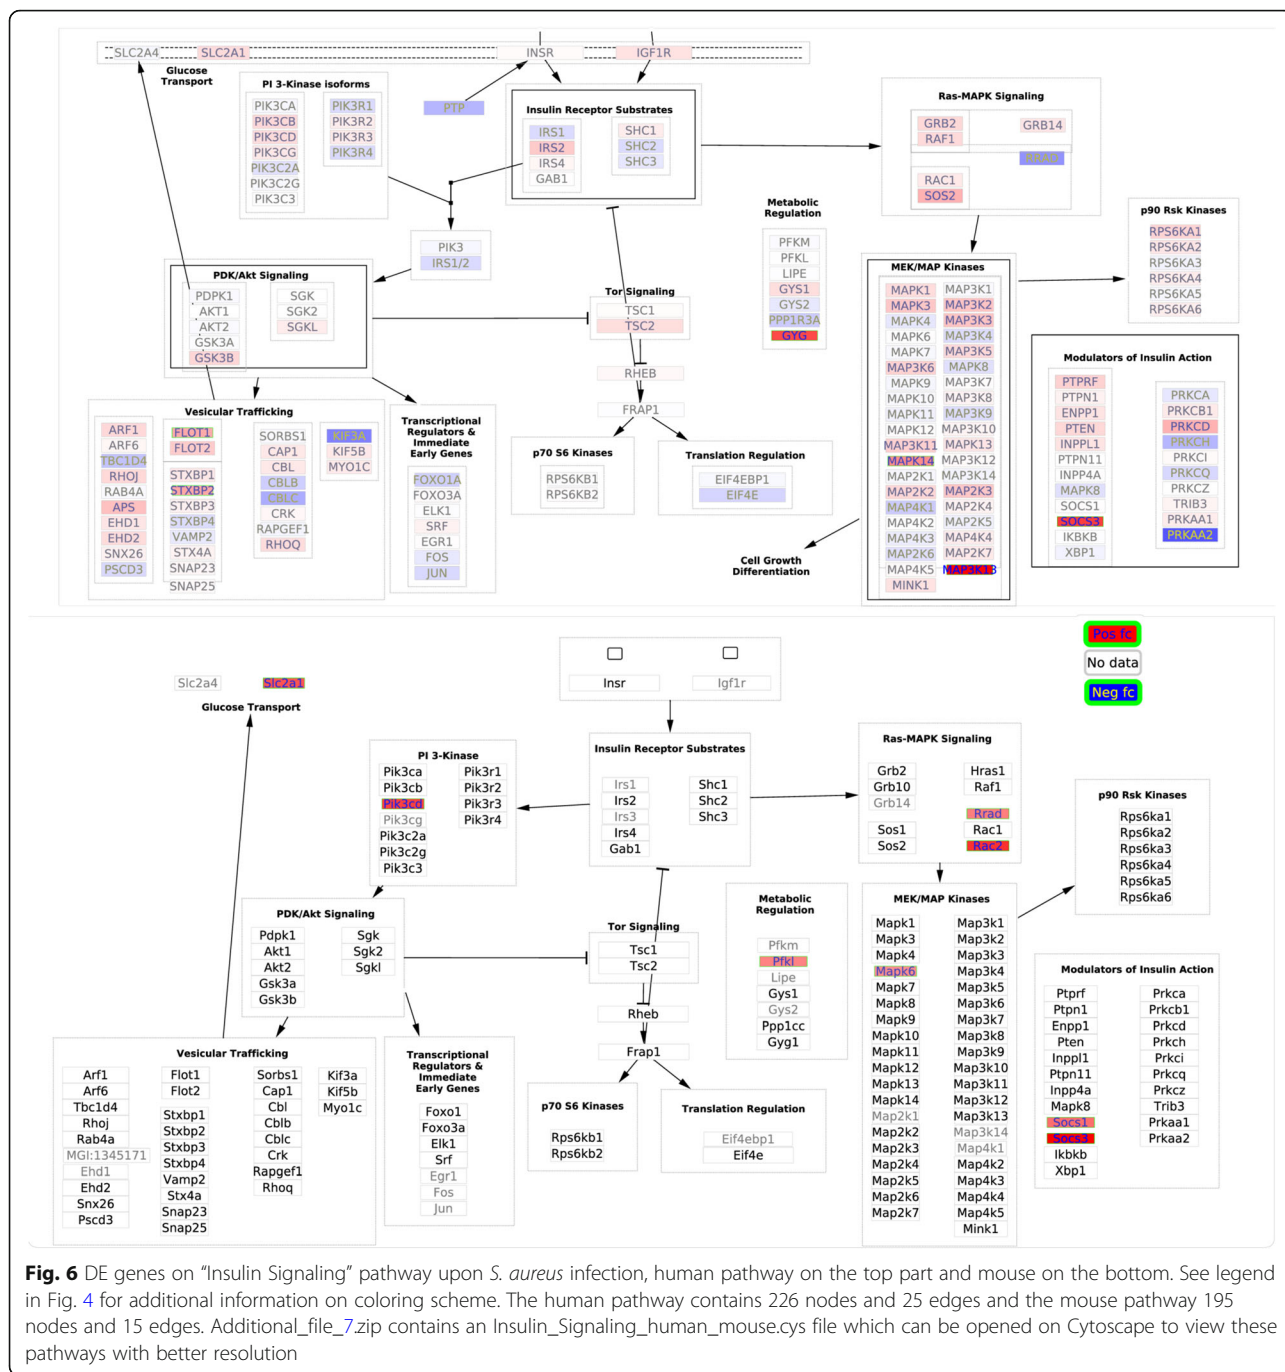 SLC2A4
SLC2A1
INSR
IGF1R
Glucose
Transport
PI 3-Kinase isoforms
PIK3CA
PIK3CB
PIK3CD
PIK3CG
PIK3C2A
PIK3C2G
PIK3C3
PIK3R1
PIK3R2
PIK3R3
PIK3R4
PTP
Insulin Receptor Substrates
IRS1
IRS2
IRS4
GAB1
SHC1
SHC2
SHC3
Ras-MAPK Signaling
GRB2
RAF1
GRB14
RRAD
RAC1
SOS2
PIK3
IRS1/2
Metabolic
Regulation
PFKM
PFKL
LIPE
GYS1
GYS2
PPP1R3A
GYG
p90 Rsk Kinases
RPS6KA1
RPS6KA2
RPS6KA3
RPS6KA4
RPS6KA5
RPS6KA6
PDK/Akt Signaling
PDPK1
AKT1
AKT2
GSK3A
GSK3B
SGK
SGK2
SGKL
Tor Signaling
TSC1
TSC2
RHEB
FRAP1
MEK/MAP Kinases
MAPK1
MAPK3
MAPK4
MAPK6
MAPK7
MAP3K6
MAPK9
MAPK10
MAPK11
MAPK12
MAP3K11
MAPK14
MAP2K1
MAP2K2
MAP4K1
MAP4K2
MAP4K3
MAP2K6
MAP4K5
MINK1
MAP3K1
MAP3K2
MAP3K3
MAP3K4
MAP3K5
MAPK8
MAP3K7
MAP3K8
MAP3K9
MAP3K10
MAPK13
MAP3K12
MAP3K14
MAP2K3
MAP2K4
MAP2K5
MAP4K4
MAP2K7
MAP3K13
Modulators of Insulin Action
PTPRF
PTPN1
ENPP1
PTEN
INPPL1
PTPN11
INPP4A
MAPK8
SOCS1
SOCS3
IKBKB
XBP1
PRKCA
PRKCB1
PRKCD
PRKCH
PRKCI
PRKCQ
PRKCZ
TRIB3
PRKAA1
PRKAA2
Vesicular Trafficking
ARF1
ARF6
TBC1D4
RHOJ
RAB4A
APS
EHD1
EHD2
SNX26
PSCD3
FLOT1
FLOT2
STXBP1
STXBP2
STXBP3
STXBP4
VAMP2
STX4A
SNAP23
SNAP25
SORBS1
CAP1
CBL
CBLB
CBLC
CRK
RAPGEF1
RHOQ
KIF3A
KIF5B
MYO1C
Transcriptional
Regulators &
Immediate
Early Genes
FOXO1A
FOXO3A
ELK1
SRF
EGR1
FOS
JUN
p70 S6 Kinases
RPS6KB1
RPS6KB2
Translation Regulation
EIF4EBP1
EIF4E
Cell Growth
Differentiation
Pos fc
No data
Neg fc
Slc2a4
Slc2a1
Glucose Transport
Insr
Igf1r
PI 3-Kinase
Pik3ca
Pik3cb
Pik3cd
Pik3cg
Pik3c2a
Pik3c2g
Pik3c3
Pik3r1
Pik3r2
Pik3r3
Pik3r4
Insulin Receptor Substrates
Irs1
Irs2
Irs3
Irs4
Gab1
Shc1
Shc2
Shc3
Ras-MAPK Signaling
Grb2
Grb10
Grb14
Sos1
Sos2
Hras1
Raf1
Rrad
Rac1
Rac2
p90 Rsk Kinases
Rps6ka1
Rps6ka2
Rps6ka3
Rps6ka4
Rps6ka5
Rps6ka6
PDK/Akt Signaling
Pdpk1
Akt1
Akt2
Gsk3a
Gsk3b
Sgk
Sgk2
Sgkl
Tor Signaling
Tsc1
Tsc2
Rheb
Frap1
Metabolic
Regulation
Pfkm
Pfkl
Lipe
Gys1
Gys2
Ppp1cc
Gyg1
MEK/MAP Kinases
Mapk1
Mapk3
Mapk4
Mapk6
Mapk7
Mapk8
Mapk9
Mapk10
Mapk11
Mapk12
Mapk13
Mapk14
Map2k1
Map2k2
Map2k3
Map2k4
Map2k5
Map2k6
Map2k7
Map3k1
Map3k2
Map3k3
Map3k4
Map3k5
Map3k6
Map3k7
Map3k8
Map3k9
Map3k10
Map3k11
Map3k12
Map3k13
Map3k14
Map4k1
Map4k2
Map4k3
Map4k4
Map4k5
Mink1
Modulators of Insulin Action
Ptprf
Ptpn1
Enpp1
Pten
Inppl1
Ptpn11
Inpp4a
Mapk8
Socs1
Socs3
Ikbkb
Xbp1
Prkca
Prkcb1
Prkcd
Prkch
Prkci
Prkcq
Prkcz
Trib3
Prkaa1
Prkaa2
Vesicular Trafficking
Arf1
Arf6
Tbc1d4
Rhoj
Rab4a
MGI:1345171
Ehd1
Ehd2
Snx26
Pscd3
Flot1
Flot2
Stxbp1
Stxbp2
Stxbp3
Stxbp4
Vamp2
Stx4a
Snap23
Snap25
Sorbs1
Cap1
Cbl
Cblb
Cblc
Crk
Rapgef1
Rhoq
Kif3a
Kif5b
Myo1c
Transcriptional
Regulators &
Immediate
Early Genes
Foxo1
Foxo3a
Elk1
Srf
Egr1
Fos
Jun
p70 S6 Kinases
Rps6kb1
Rps6kb2
Translation Regulation
Eif4ebp1
Eif4e
Fig. 6 DE genes on “Insulin Signaling” pathway upon S. aureus infection, human pathway on the top part and mouse on the bottom. See legend
in Fig. 4 for additional information on coloring scheme. The human pathway contains 226 nodes and 25 edges and the mouse pathway 195
nodes and 15 edges. Additional_file_7.zip contains an Insulin_Signaling_human_mouse.cys file which can be opened on Cytoscape to view these
pathways with better resolution